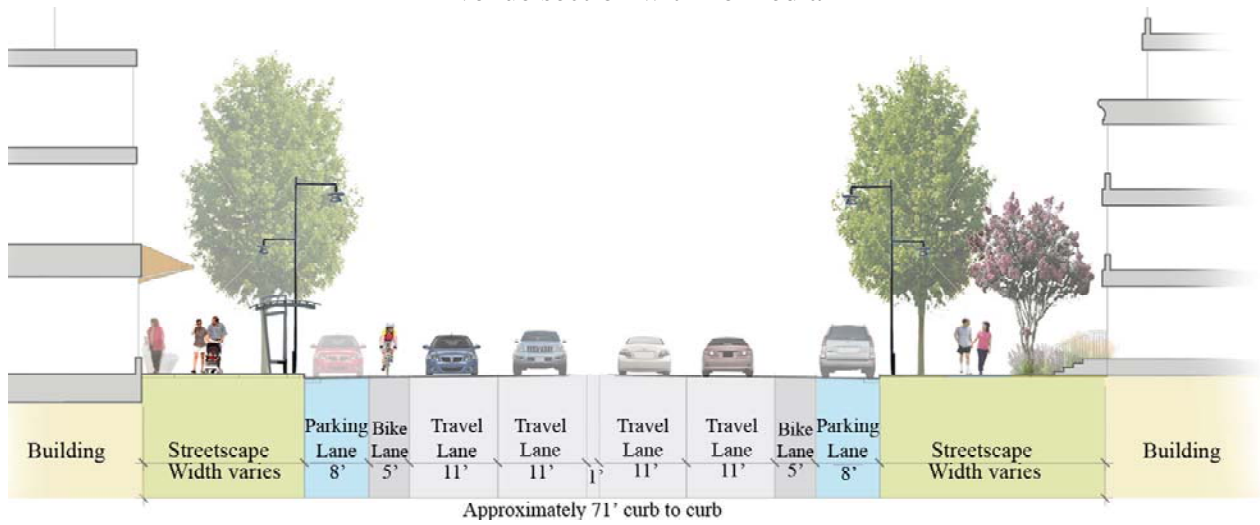 Building
Streetscape
Width varies
Parking
Lane
8’
Bike
Lane
5’
Travel
Lane
11’
Travel
Lane
11’
1’
Travel
Lane
11’
Travel
Lane
11’
Bike
Lane
5’
Parking
Lane
8’
Streetscape
Width varies
Building
Approximately 71’ curb to curb